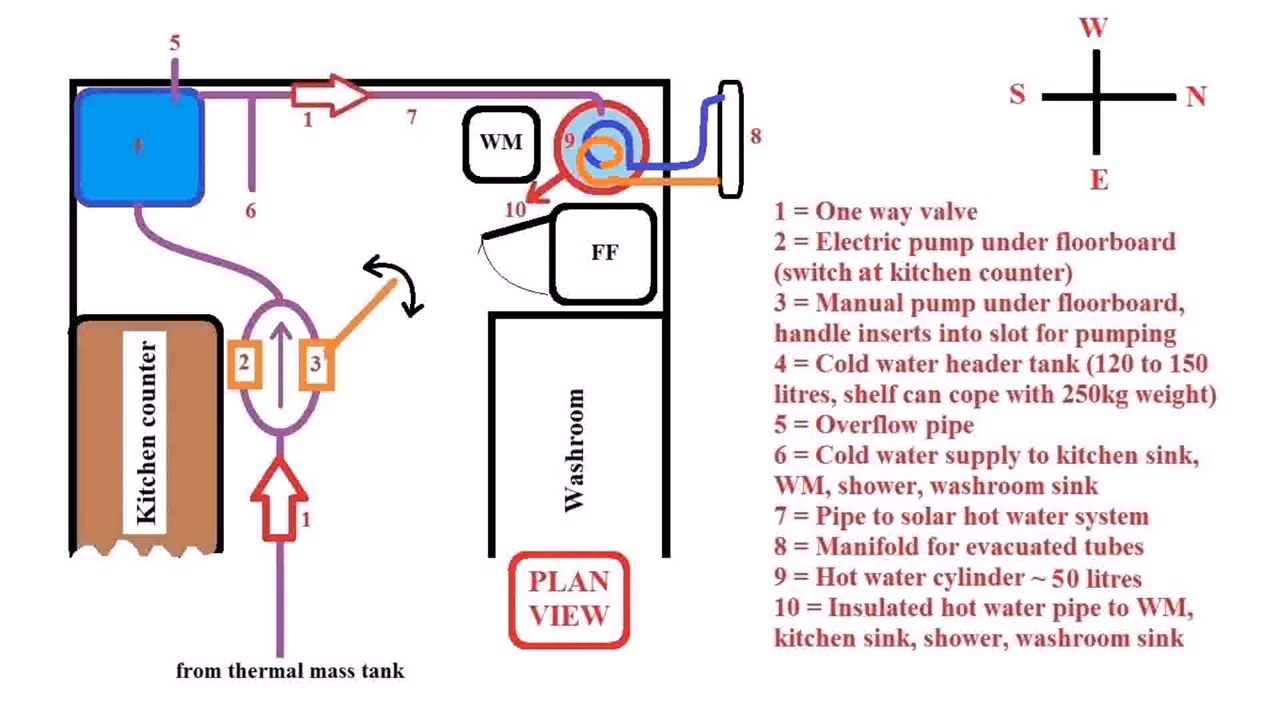 W
S
N
E
5
4
1
7
6
WM
9
8
10
FF
2
3
Kitchen counter
Washroom
1
PLAN
VIEW
from thermal mass tank
1 = One way valve
2 = Electric pump under floorboard
(switch at kitchen counter)
3 = Manual pump under floorboard,
handle inserts into slot for pumping
4 = Cold water header tank (120 to 150
litres, shelf can cope with 250kg weight)
5 = Overflow pipe
6 = Cold water supply to kitchen sink,
WM, shower, washroom sink
7 = Pipe to solar hot water system
8 = Manifold for evacuated tubes
9 = Hot water cylinder ~ 50 litres
10 = Insulated hot water pipe to WM,
kitchen sink, shower, washroom sink